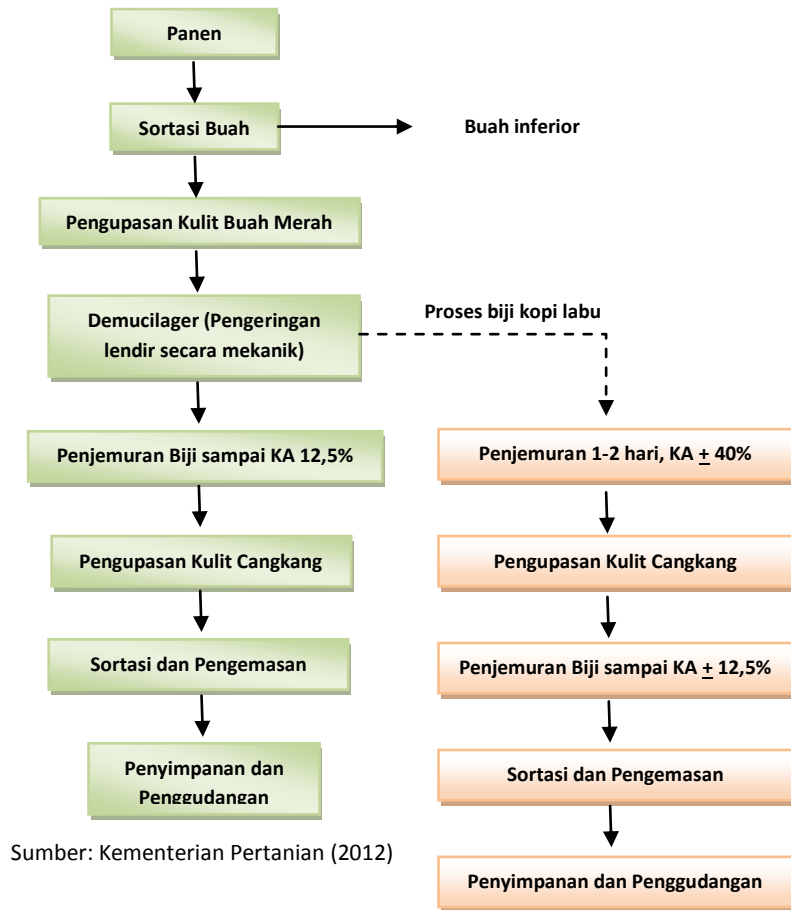 Panen
Sortasi Buah
Buah inferior
Pengupasan Kulit Buah Merah
Demucilager (Pengeringan
lendir secara mekanik)
Proses biji kopi labu
Penjemuran Biji sampai KA 12,5%
Pengupasan Kulit Cangkang
Sortasi dan Pengemasan
Penyimpanan dan
Penggudangan
Penjemuran 1-2 hari, KA ± 40%
Pengupasan Kulit Cangkang
Penjemuran Biji sampai KA ± 12,5%
Sortasi dan Pengemasan
Penyimpanan dan Penggudangan
Sumber: Kementerian Pertanian (2012)